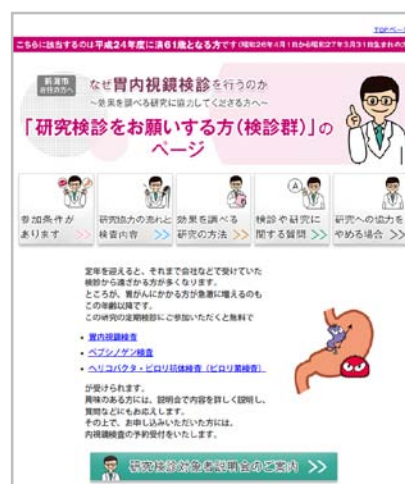 TOPペー
こちらに該当するのは平成24年度に満61歳となる方です(昭和26年4月1日から昭和27年3月31日生まれの方
新潟市
在住の方へ
なぜ胃内視鏡検診を行うのか
~効果を調べる研究に協力してくださる方へ~
「研究検診をお願いする方(検診群)」の
ページ
参加条件が
あります >>
研究協力の流れと
検査内容 >>
効果を調べる
研究の方法 >>
検診や研究に
関する質問 >>
研究への協力を
やめる場合 >>
定年を迎えると、それまで会社などで受けていた
検診から遠ざかる方が多くなります。
ところが、胃がんにかかる方が急激に増えるのも
この年齢以降です。
この研究の定期検診にご参加いただくと無料で
胃内視鏡検査
ペプシノゲン検査
ヘリコバクタ・ピロリ抗体検査(ピロリ菌検査)
が受けられます。
興味のある方には、説明会で内容を詳しく説明し、
質問などにもお応えします。
その上で、お申し込みいただいた方には、
内視鏡検査の予約受付をいたします。
研究検診対象者説明会のご案内 >>